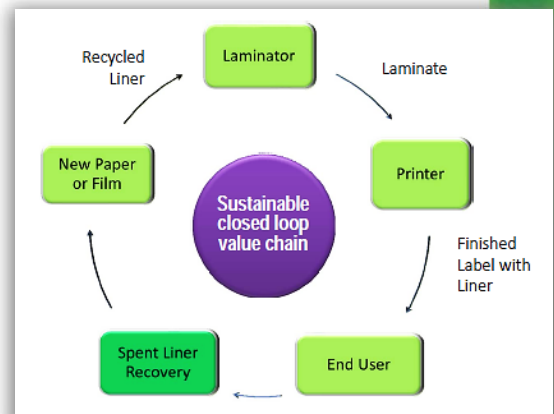 Recycled
Liner
Laminator
Laminate
New Paper
or Film
Sustainable
closed loop
value chain
Printer
Finished
Label with
Liner
Spent Liner
Recovery
End User